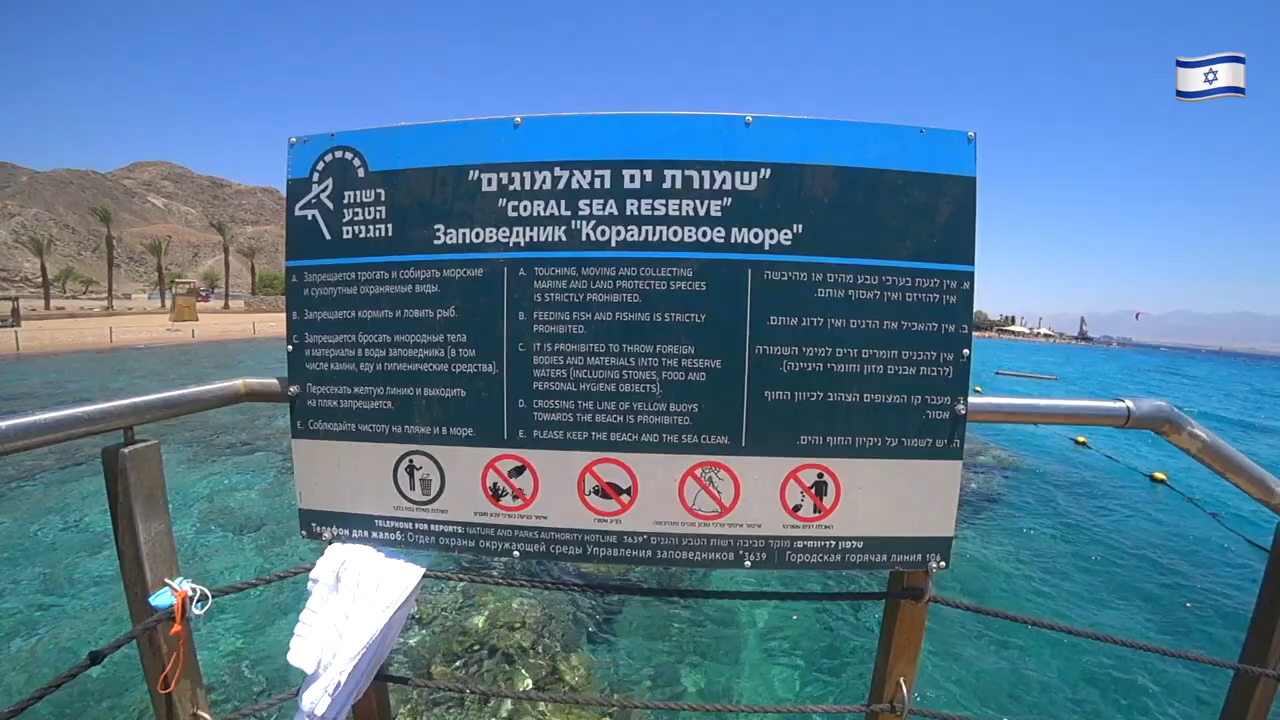 רשות
הטבע
והגנים
"שמורת ים האלמוגים"
"CORAL SEA RESERVE"
Заповедник "Коралловое море"
A. Запрещается трогать и собирать морские
и сухопутные охраняемые виды.
B. Запрещается кормить и ловить рыб.
C. Запрещается бросать инородные тела
и материалы в воды заповедника (в том
числе камни, еду и гигиенические средства).
D. Пересекать желтую линию и выходить
на пляж запрещается.
E. Соблюдайте чистоту на пляже и в море.
A. TOUCHING, MOVING AND COLLECTING
MARINE AND LAND PROTECTED SPECIES
IS STRICTLY PROHIBITED.
B. FEEDING FISH AND FISHING IS STRICTLY
PROHIBITED.
C. IT IS PROHIBITED TO THROW FOREIGN
BODIES AND MATERIALS INTO THE RESERVE
WATERS (INCLUDING STONES, FOOD AND
PERSONAL HYGIENE OBJECTS).
D. CROSSING THE LINE OF YELLOW BUOYS
TOWARDS THE BEACH IS PROHIBITED.
E. PLEASE KEEP THE BEACH AND THE SEA CLEAN.
א. אין לגעת בערכי טבע מהים או מהיבשה
אין להזיזם ואין לאסוף אותם.
ב. אין להאכיל את הדגים ואין לדוג אותם.
ג. אין להכניס חומרים זרים למימי השמורה
(לרבות אבנים מזון וחומרי היגיינה).
ד. מעבר קו המצופים הצהוב לכיוון החוף
אסור.
ה. יש לשמור על ניקיון החוף והים.
TELEPHONE FOR REPORTS: NATURE AND PARKS AUTHORITY HOTLINE 3639* טלפון לדיווחים: מוקד סביבה רשות הטבע והגנים
Телефон для жалоб: Отдел охраны окружающей среды Управления заповедников *3639 | Городская горячая линия 106